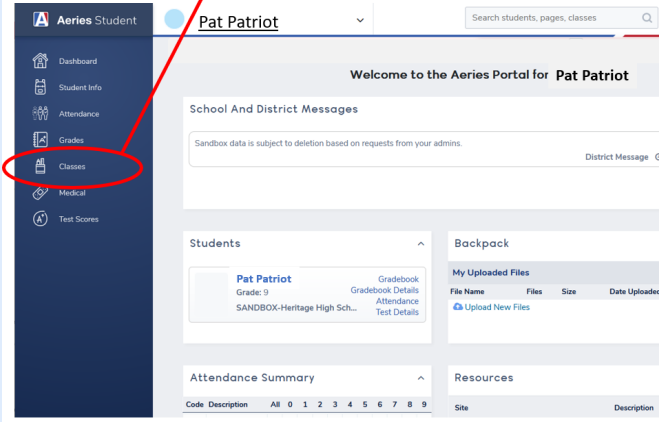 Aeries Student
Pat Patriot
Search students, pages, classes
Dashboard
Student Info
Attendance
Grades
Classes
Medical
Test Scores
Welcome to the Aeries Portal for Pat Patriot
School And District Messages
Sandbox data is subject to deletion based on requests from your admins.
District Message
Students
Pat Patriot
Grade: 9
SANDBOX-Heritage High Sch...
Gradebook
Gradebook Details
Attendance
Test Details
Backpack
My Uploaded Files
File Name Files Size Date Uploaded
Upload New Files
Attendance Summary
Code Description All 0 1 2 3 4 5 6 7 8 9
Resources
Site Description